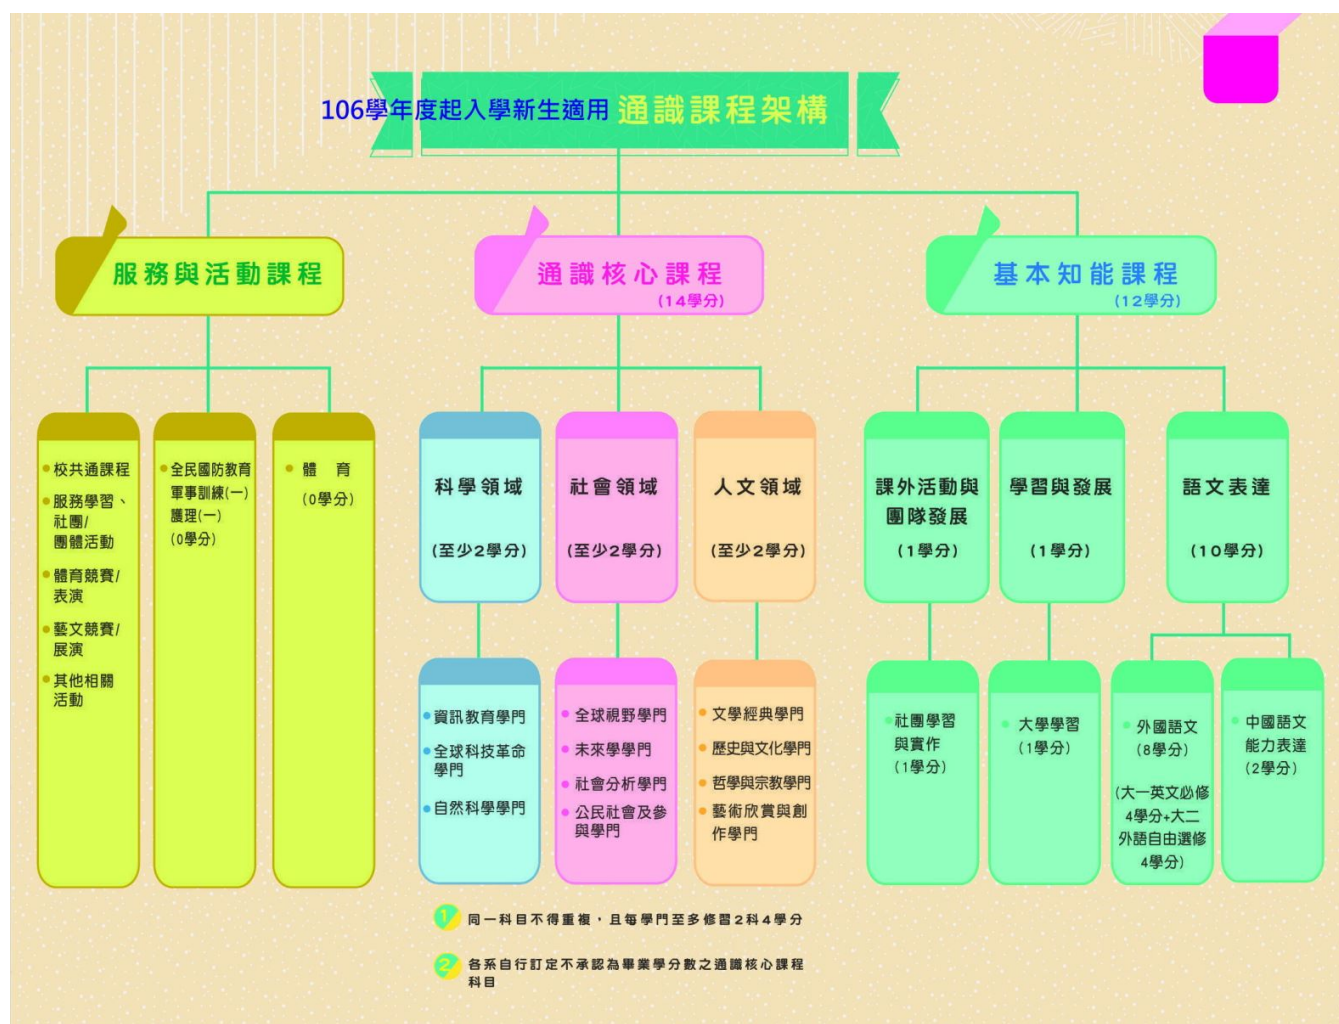 106學年度起入學新生適用 通識課程架構
服務與活動課程
校共通課程
服務學習、
社團/
團體活動
體育競賽/
表演
藝文競賽/
展演
其他相關
活動
全民國防教育
軍事訓練(一)
護理(一)
(0學分)
體 育
(0學分)
通識核心課程
(14學分)
科學領域
(至少2學分)
資訊教育學門
全球科技革命
學門
自然科學學門
社會領域
(至少2學分)
全球視野學門
未來學學門
社會分析學門
公民社會及參
與學門
人文領域
(至少2學分)
文學經典學門
歷史與文化學門
哲學與宗教學門
藝術欣賞與創
作學門
1 同一科目不得重複，且每學門至多修習2科4學分
2 各系自行訂定不承認為畢業學分數之通識核心課程
科目
基本知能課程
(12學分)
課外活動與
團隊發展
(1學分)
社團學習
與實作
(1學分)
學習與發展
(1學分)
大學學習
(1學分)
語文表達
(10學分)
外國語文
(8學分)
(大一英文必修
4學分+大二
外語自由選修
4學分)
中國語文
能力表達
(2學分)